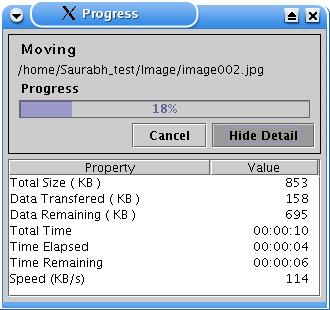 Progress
Moving
/home/Saurabh_test/Image/image002.jpg
Progress
18%
Cancel Hide Detail
Property Value
Total Size ( KB ) 853
Data Transfered ( KB ) 158
Data Remaining ( KB ) 695
Total Time 00:00:10
Time Elapsed 00:00:04
Time Remaining 00:00:06
Speed (KB/s) 114